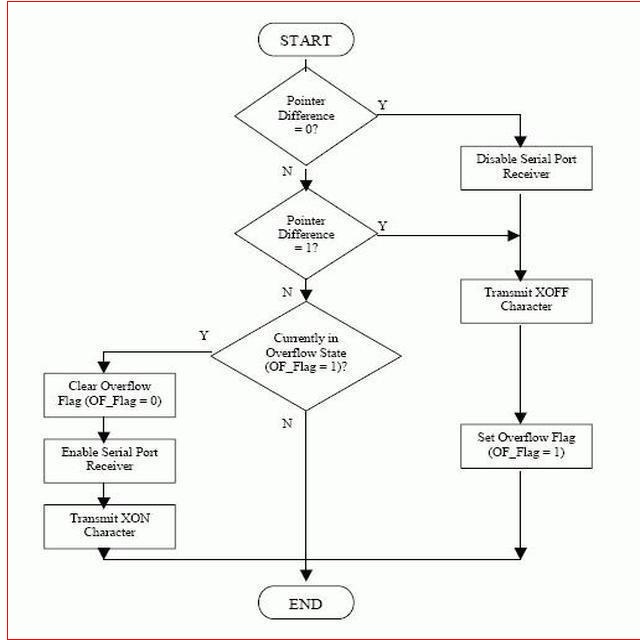 START
Pointer
Difference
= 0?
Y
N
Disable Serial Port
Receiver
Pointer
Difference
= 1?
Y
N
Transmit XOFF
Character
Currently in
Overflow State
(OF_Flag = 1)?
Y
N
Clear Overflow
Flag (OF_Flag = 0)
Enable Serial Port
Receiver
Transmit XON
Character
Set Overflow Flag
(OF_Flag = 1)
END